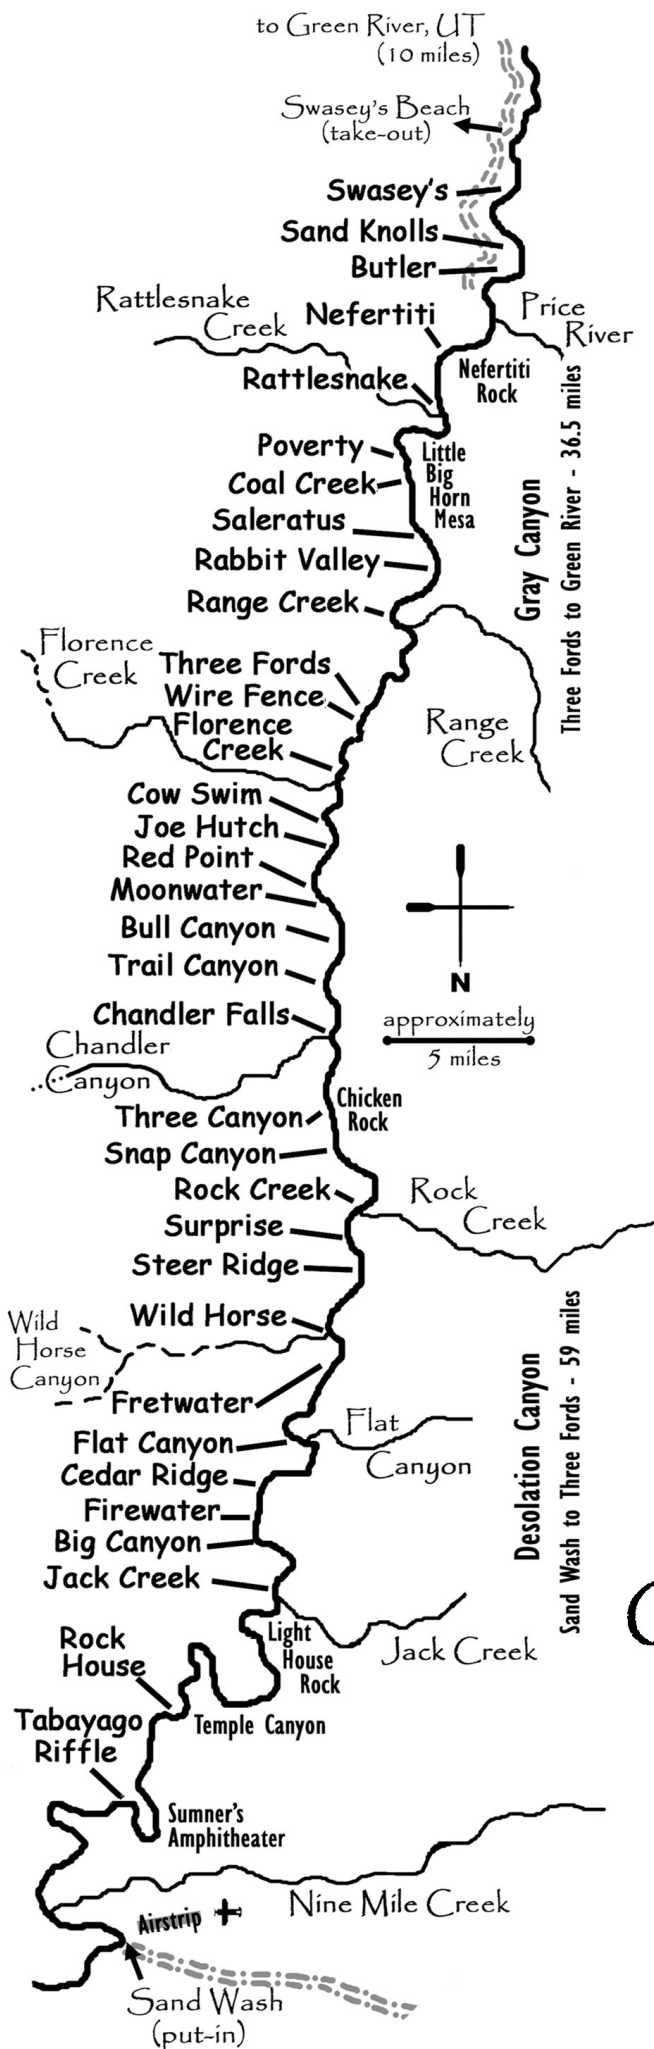 to Green River, UT
(10 miles)
Swasey's Beach
(take-out)
Swasey's
Sand Knolls
Butler
Rattlesnake
Creek
Nefertiti
Price
River
Nefertiti
Rock
Rattlesnake
Poverty
Little
Big
Horn
Mesa
Coal Creek
Saleratus
Rabbit Valley
Range Creek
Gray Canyon
Three Fords to Green River - 36.5 miles
Florence
Creek
Three Fords
Wire Fence
Florence
Creek
Range
Creek
Cow Swim
Joe Hutch
Red Point
Moonwater
Bull Canyon
Trail Canyon
N
Chandler Falls
approximately
5 miles
Chandler
Canyon
Chicken
Rock
Three Canyon
Snap Canyon
Rock Creek
Rock
Creek
Surprise
Steer Ridge
Wild Horse
Wild
Horse
Canyon
Fretwater
Flat
Canyon
Flat Canyon
Cedar Ridge
Firewater
Big Canyon
Jack Creek
Desolation Canyon
Sand Wash to Three Fords - 59 miles
Jack Creek
Light
House
Rock
Rock
House
Temple Canyon
Tabayago
Riffle
Sumner's
Amphitheater
Nine Mile Creek
Airstrip
Sand Wash
(put-in)